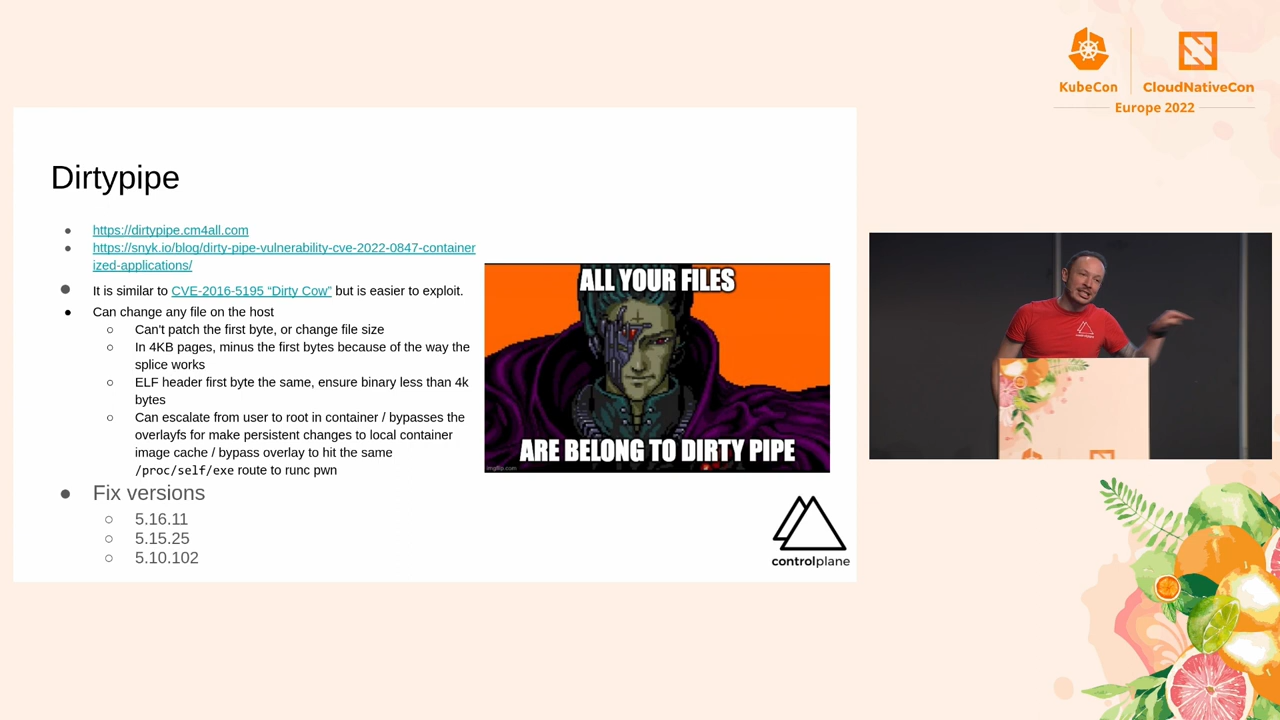 KubeCon
CloudNativeCon
Europe 2022
Dirtypipe
● https://dirtypipe.cm4all.com
● https://snyk.io/blog/dirty-pipe-vulnerability-cve-2022-0847-container
ized-applications/
● It is similar to CVE-2016-5195 “Dirty Cow” but is easier to exploit.
● Can change any file on the host
○ Can't patch the first byte, or change file size
○ In 4KB pages, minus the first bytes because of the way the
splice works
○ ELF header first byte the same, ensure binary less than 4k
bytes
○ Can escalate from user to root in container / bypasses the
overlayfs for make persistent changes to local container
image cache / bypass overlay to hit the same
/proc/self/exe route to runc pwn
● Fix versions
○ 5.16.11
○ 5.15.25
○ 5.10.102
ALL YOUR FILES
ARE BELONG TO DIRTY PIPE
imgflip.com
controlplane